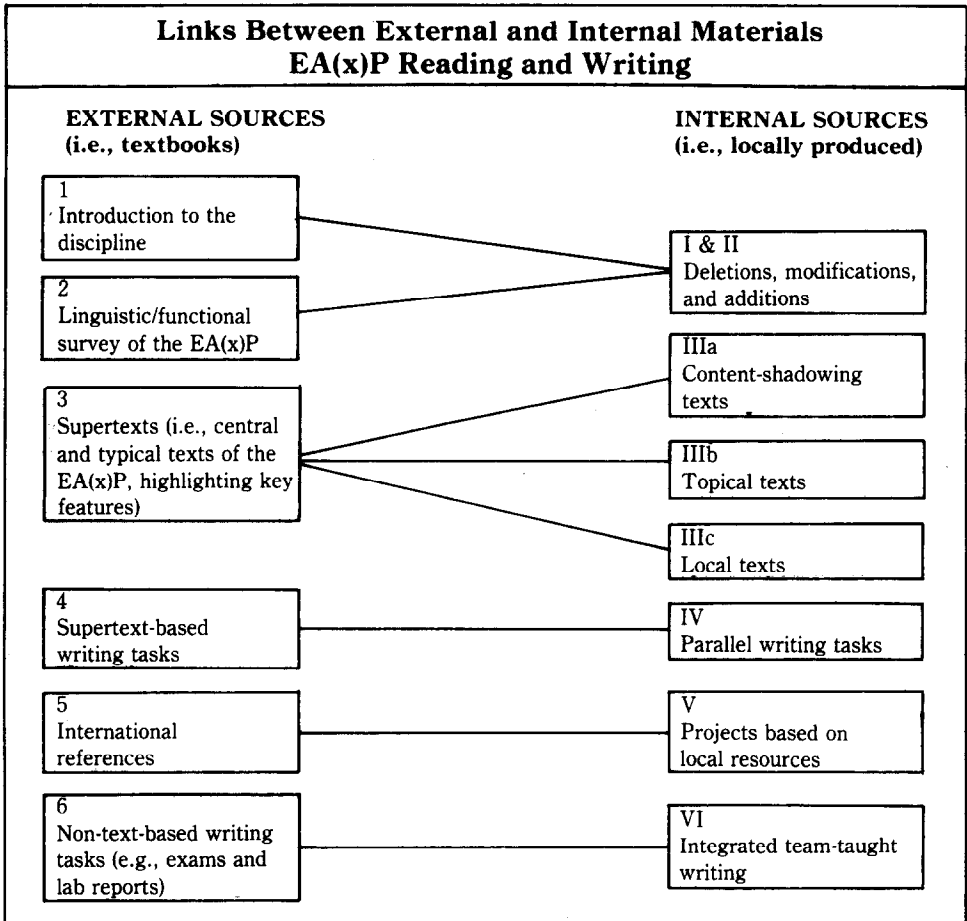 Links Between External and Internal Materials
EA(x)P Reading and Writing
EXTERNAL SOURCES
(i.e., textbooks)
1
Introduction to the
discipline
2
Linguistic/functional
survey of the EA(x)P
3
Supertexts (i.e., central
and typical texts of the
EA(x)P, highlighting key
features)
4
Supertext-based
writing tasks
5
International
references
6
Non-text-based writing
tasks (e.g., exams and
lab reports)
INTERNAL SOURCES
(i.e., locally produced)
I & II
Deletions, modifications,
and additions
IIIa
Content-shadowing
texts
IIIb
Topical texts
IIIc
Local texts
IV
Parallel writing tasks
V
Projects based on
local resources
VI
Integrated team-taught
writing